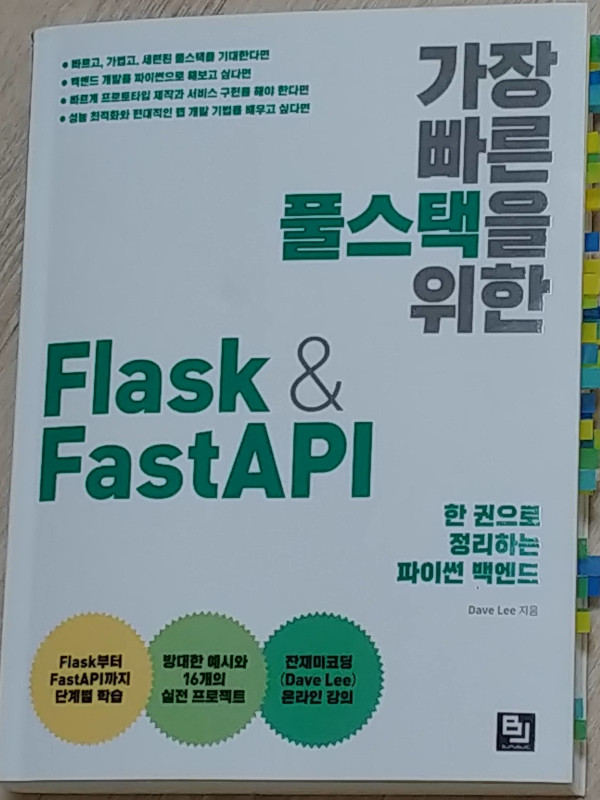 • 빠르고, 가볍고, 세련된 풀스택을 기대한다면
• 백엔드 개발을 파이썬으로 해보고 싶다면
• 빠르게 프로토타입 제작과 서비스 구현을 해야 한다면
• 성능 최적화와 현대적인 웹 개발 기법을 배우고 싶다면
가장
빠른
풀스택을
위한
Flask &
FastAPI
한 권으로
정리하는
파이썬 백엔드
Dave Lee 지음
Flask부터
FastAPI까지
단계별 학습
방대한 예시와
16개의
실전 프로젝트
잔재미코딩
(Dave Lee)
온라인 강의
BJ